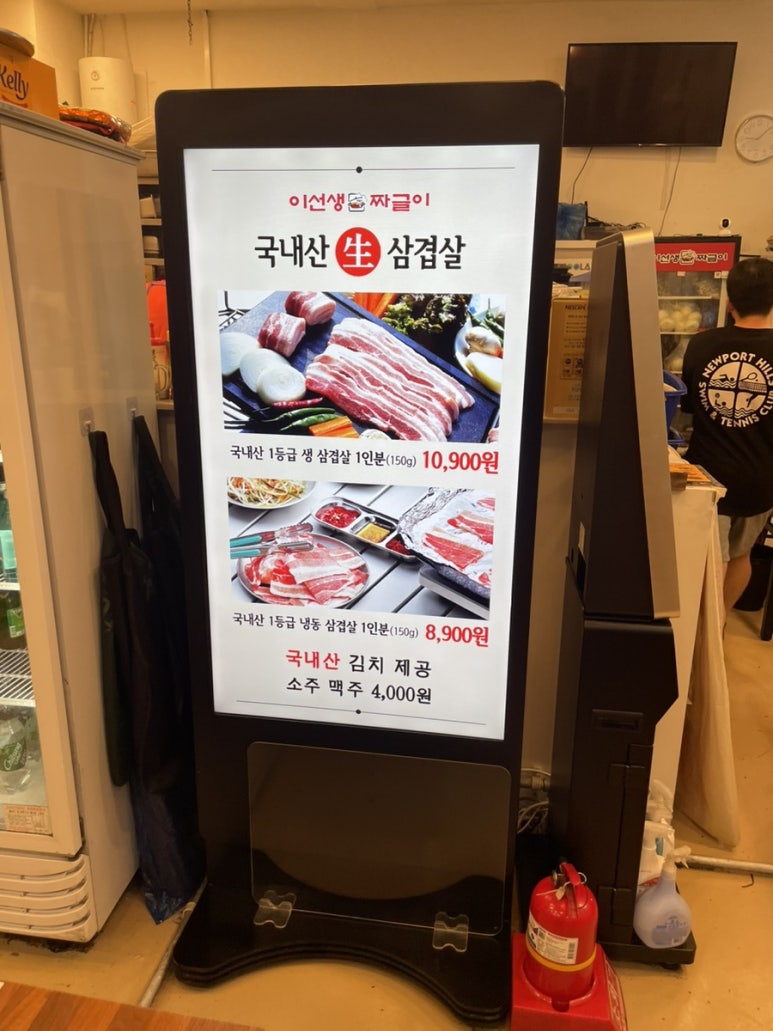 Kelly
이선생 짜글이
국내산 生 삼겹살
국내산 1등급 생 삼겹살 1인분(150g) 10,900원
국내산 1등급 냉동 삼겹살 1인분(150g) 8,900원
국내산 김치 제공
소주 맥주 4,000원
이선생 짜글이
NEWPORT HILLS
SWIM & TENNIS CLUB